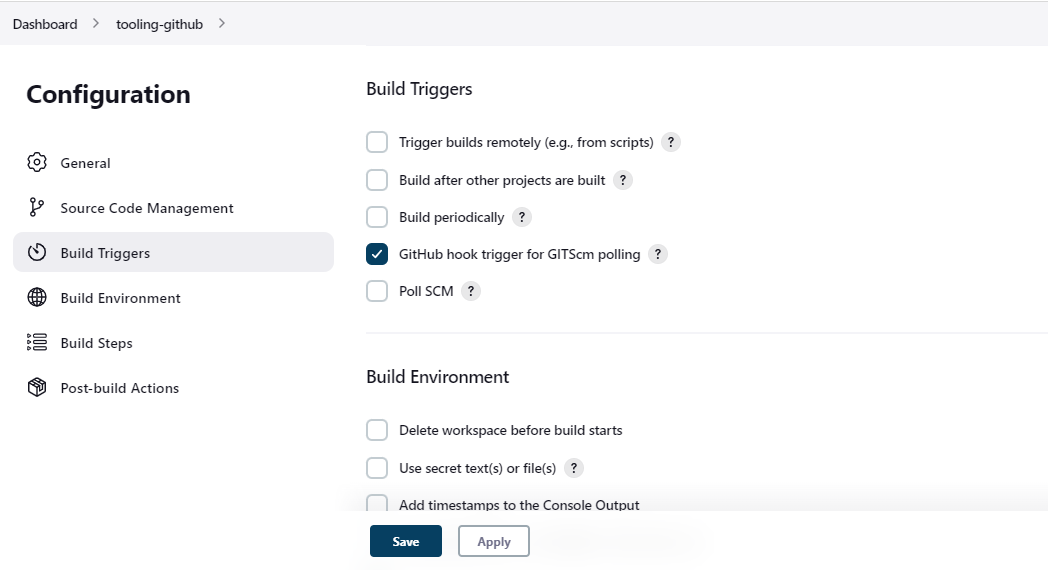 Dashboard > tooling-github >
Configuration
General
Source Code Management
Build Triggers
Build Environment
Build Steps
Post-build Actions
Build Triggers
Trigger builds remotely (e.g., from scripts) ?
Build after other projects are built ?
Build periodically ?
GitHub hook trigger for GITScm polling ?
Poll SCM ?
Build Environment
Delete workspace before build starts
Use secret text(s) or file(s) ?
Add timestamps to the Console Output
Save Apply